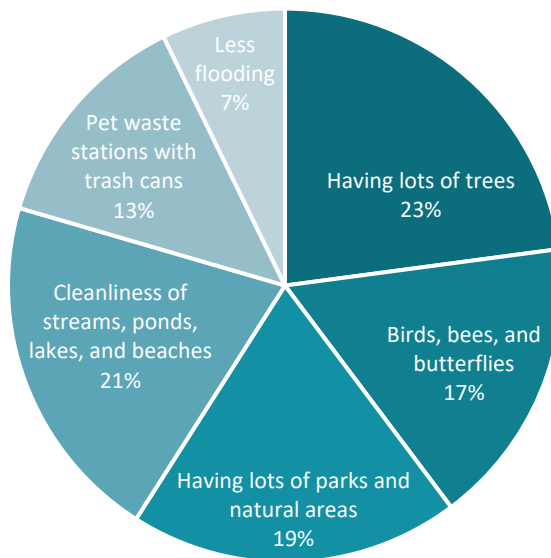 Less
flooding
7%
Having lots of trees
23%
Birds, bees, and
butterflies
17%
Having lots of parks and
natural areas
19%
Cleanliness of
streams, ponds,
lakes, and beaches
21%
Pet waste
stations with
trash cans
13%